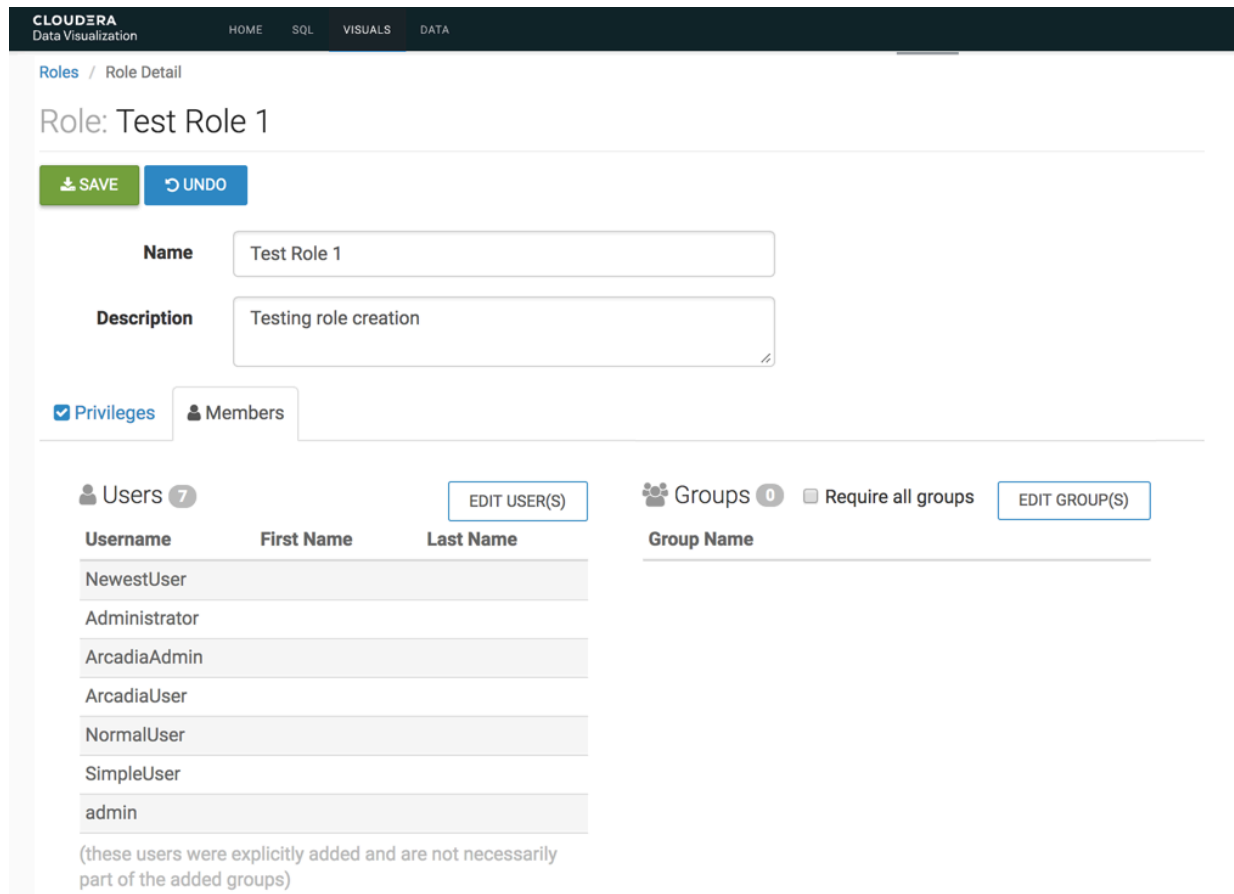 CLOUDERA
Data Visualization
HOME SQL VISUALS DATA
Roles / Role Detail
Role: Test Role 1
SAVE UNDO
Name Test Role 1
Description Testing role creation
Privileges Members
Users 7 EDIT USER(S) Groups 0 Require all groups EDIT GROUP(S)
Username First Name Last Name Group Name
NewestUser
Administrator
ArcadiaAdmin
ArcadiaUser
NormalUser
SimpleUser
admin
(these users were explicitly added and are not necessarily
part of the added groups)